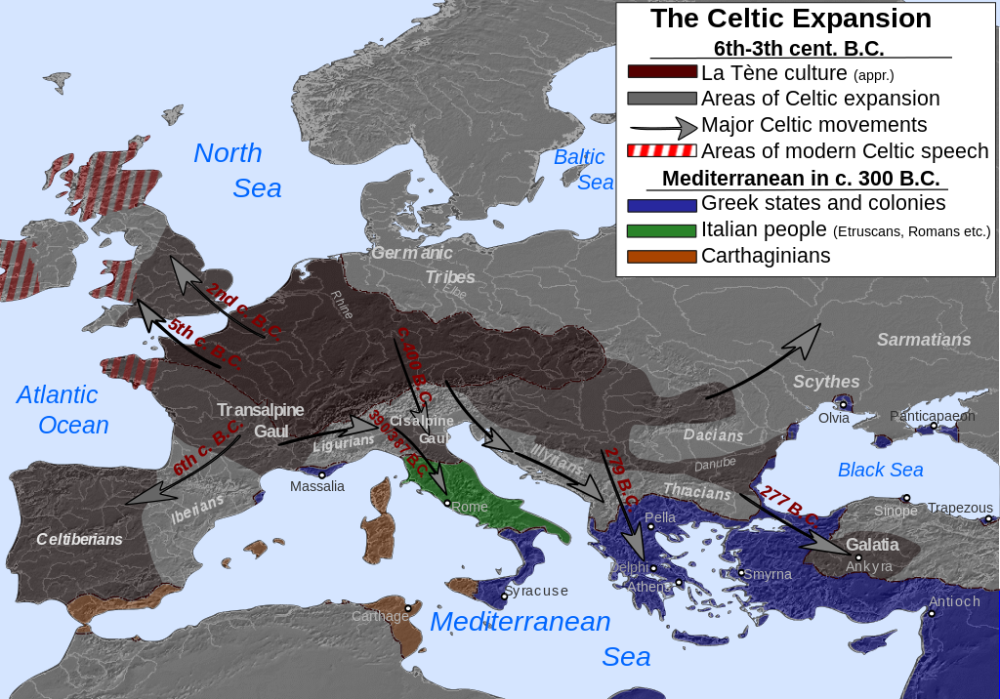 The Celtic Expansion
6th-3th cent. B.C.
La Tène culture (appr.)
Areas of Celtic expansion
Major Celtic movements
Areas of modern Celtic speech
Mediterranean in c. 300 B.C.
Greek states and colonies
Italian people (Etruscans, Romans etc.)
Carthaginians
North
Sea
Baltic
Sea
Germanic
Tribes
Elbe
Rhine
2nd c. B.C.
5th c. B.C.
c. 400 B.C.
Sarmatians
Scythes
Atlantic
Ocean
Transalpine
Gaul
Cisalpine
Gaul
390/387 B.C.
Ligurians
6th c. B.C.
Olvia
Panticapaeon
Dacians
Danube
Illyrians
279 B.C.
Black Sea
Massalia
Iberians
Thracians
277 B.C.
Rome
Pella
Sinope
Trapezous
Celtiberians
Galatia
Ankyra
Delphi
Athens
Smyrna
Syracuse
Antioch
Carthage
Mediterranean
Sea